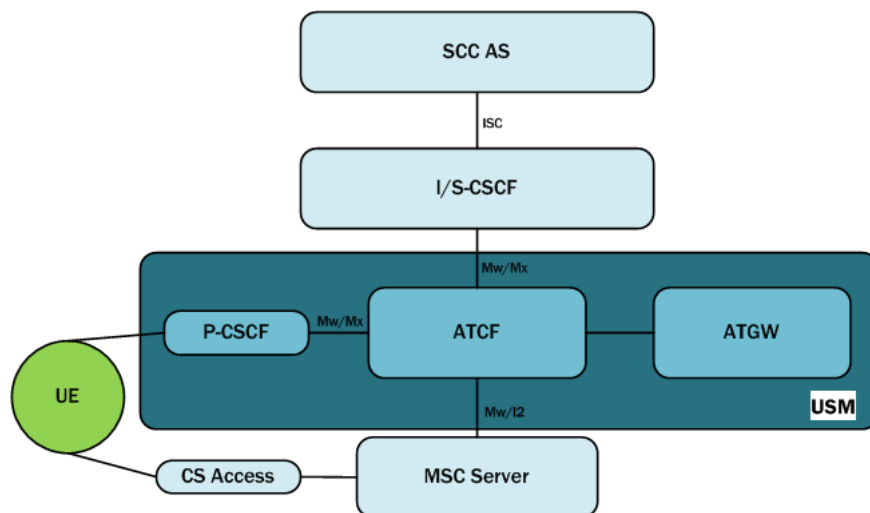 SCC AS
ISC
I/S-CSCF
Mw/Mx
P-CSCF
Mw/Mx
ATCF
ATGW
UE
Mw/I2
USM
CS Access
MSC Server